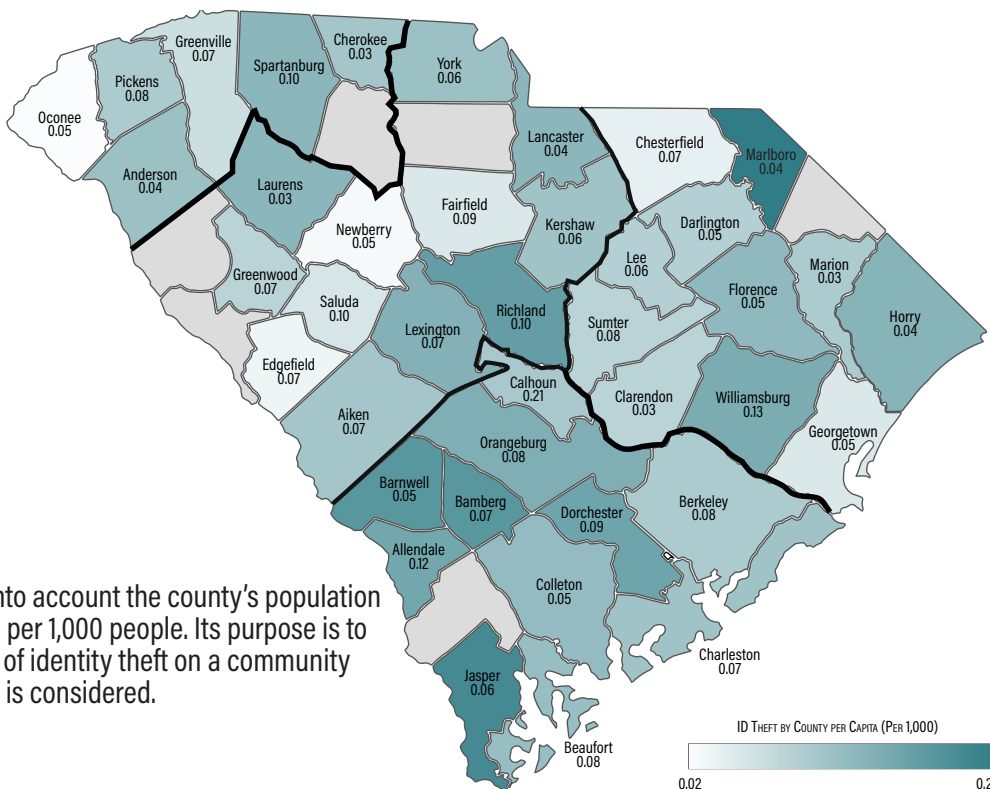 Cherokee
0.03
Greenville
0.07
York
0.06
Spartanburg
0.10
Pickens
0.08
Oconee
0.05
Lancaster
0.04
Chesterfield
0.07
Marlboro
0.04
Anderson
0.04
Laurens
0.03
Fairfield
0.09
Newberry
0.05
Kershaw
0.06
Darlington
0.05
Lee
0.06
Marion
0.03
Greenwood
0.07
Florence
0.05
Saluda
0.10
Richland
0.10
Horry
0.04
Lexington
0.07
Sumter
0.08
Edgefield
0.07
Calhoun
0.21
Clarendon
0.03
Williamsburg
0.13
Aiken
0.07
Georgetown
0.05
Orangeburg
0.08
Barnwell
0.05
Bamberg
0.07
Berkeley
0.08
Dorchester
0.09
Allendale
0.12
Colleton
0.05
Charleston
0.07
Jasper
0.06
Beaufort
0.08
nto account the county's population
per 1,000 people. Its purpose is to
of identity theft on a community
is considered.
ID Theft by County per Capita (Per 1,000)
0.02
0.2